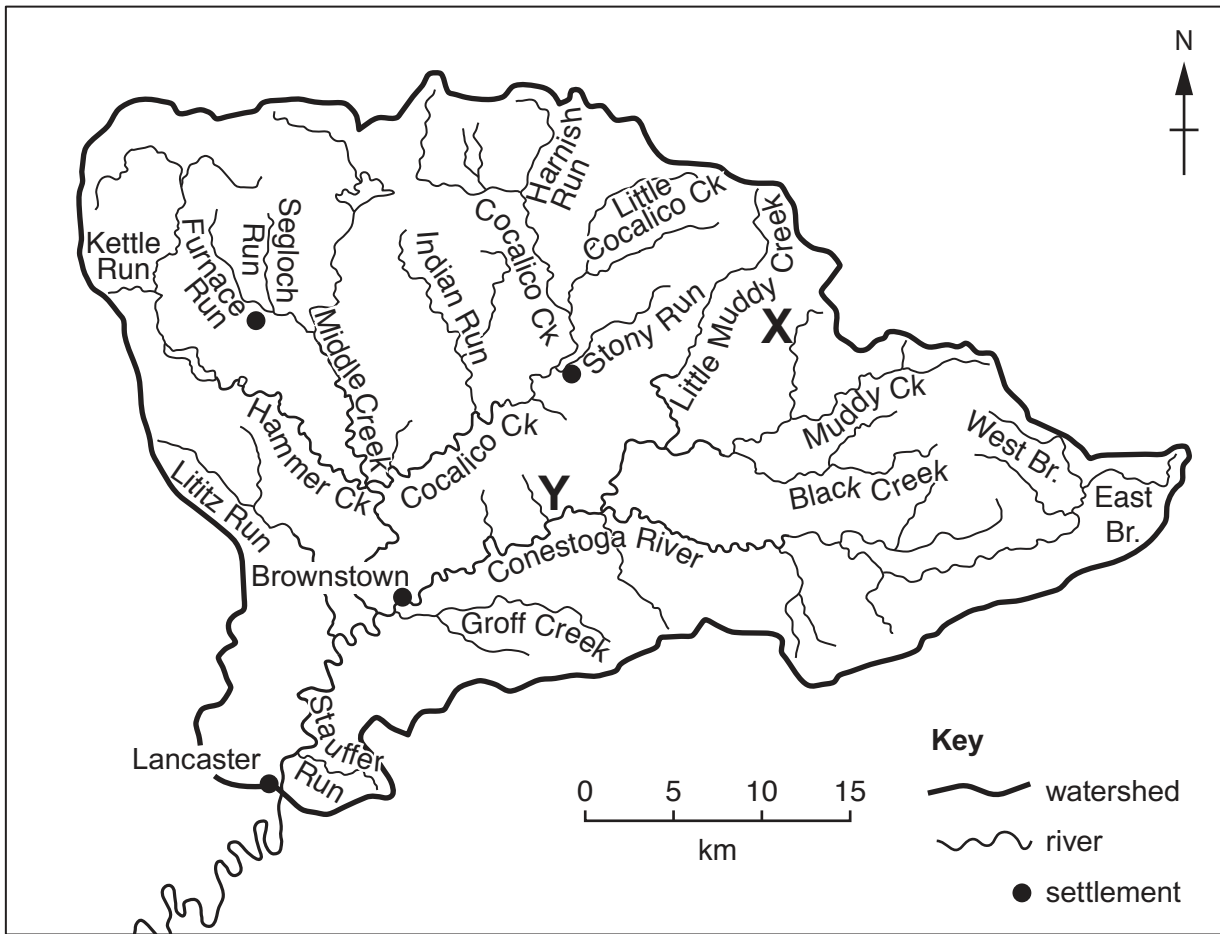 N
Harnish
Run
Little
Cocalico Ck
Kettle
Run
Furnace
Run
Segloch
Run
Indian Run
Cocalico Ck
Little Muddy Creek
X
Middle Creek
Stony Run
Muddy Ck
West Br.
East
Br.
Hammer Ck
Cocalico Ck
Black Creek
Lititz Run
Y
Conestoga River
Brownstown
Groff Creek
Stauffer
Run
Lancaster
Key
watershed
river
settlement
0 5 10 15
km